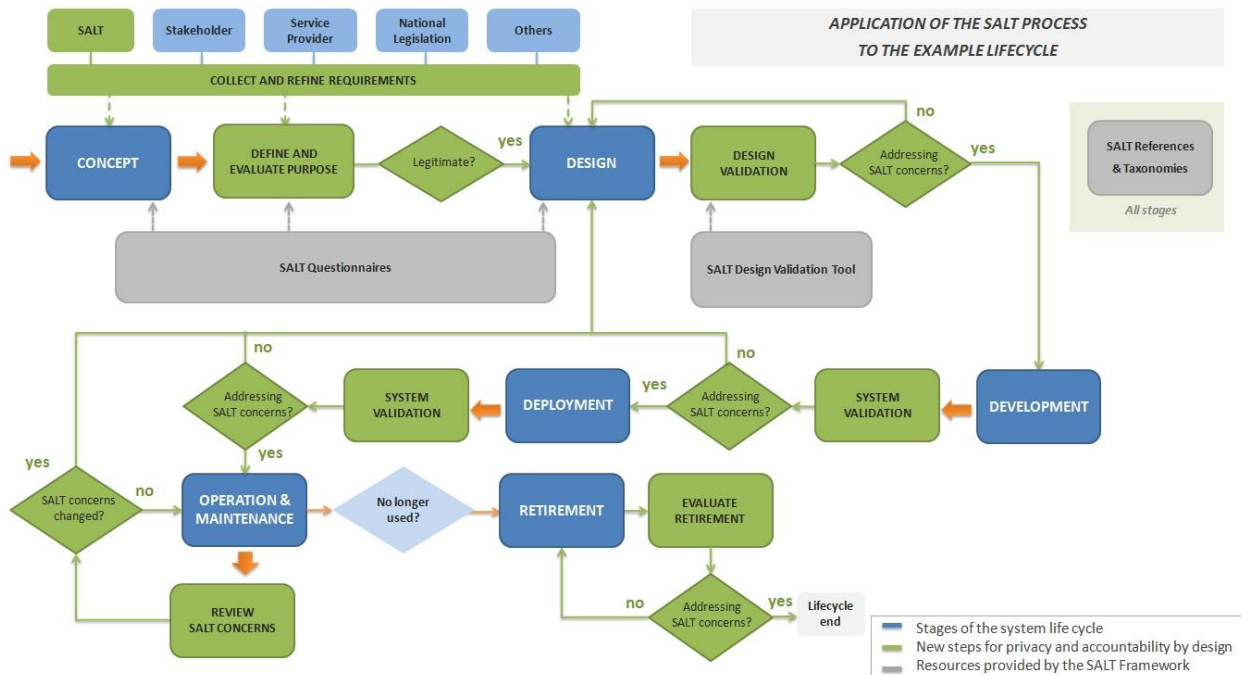 APPLICATION OF THE SALT PROCESS
TO THE EXAMPLE LIFECYCLE
SALT
Stakeholder
Service
Provider
National
Legislation
Others
COLLECT AND REFINE REQUIREMENTS
CONCEPT
DEFINE AND
EVALUATE PURPOSE
Legitimate?
yes
DESIGN
DESIGN
VALIDATION
Addressing
SALT concerns?
no
yes
SALT References
& Taxonomies
All stages
SALT Questionnaires
SALT Design Validation Tool
DEVELOPMENT
SYSTEM
VALIDATION
Addressing
SALT concerns?
no
yes
DEPLOYMENT
SYSTEM
VALIDATION
Addressing
SALT concerns?
no
yes
SALT concerns
changed?
yes
no
OPERATION &
MAINTENANCE
No longer
used?
RETIREMENT
EVALUATE
RETIREMENT
REVIEW
SALT CONCERNS
Addressing
SALT concerns?
no
yes
Lifecycle
end
Stages of the system life cycle
New steps for privacy and accountability by design
Resources provided by the SALT Framework